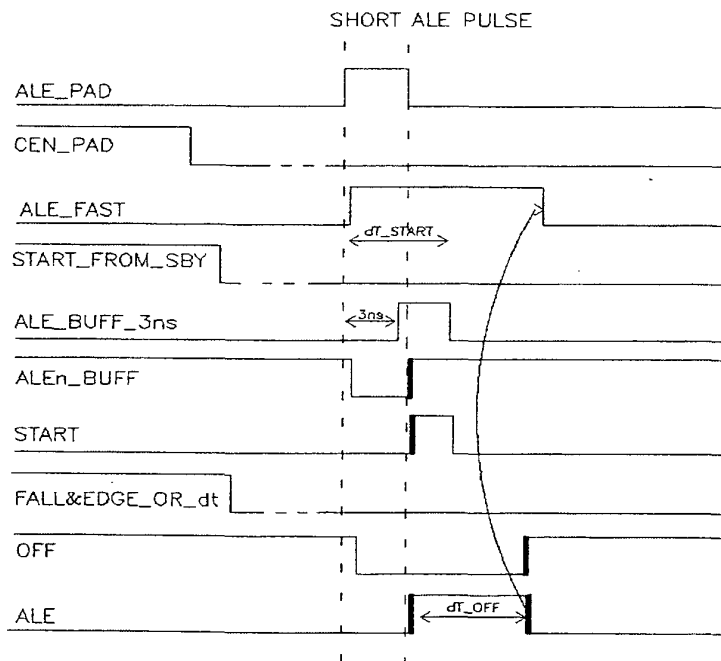 SHORT ALE PULSE
ALE_PAD
CEN_PAD
ALE_FAST
dT_START
START_FROM_SBY
3ns
ALE_BUFF_3ns
ALEn_BUFF
START
FALL&EDGE_OR_dt
OFF
ALE
dT_OFF